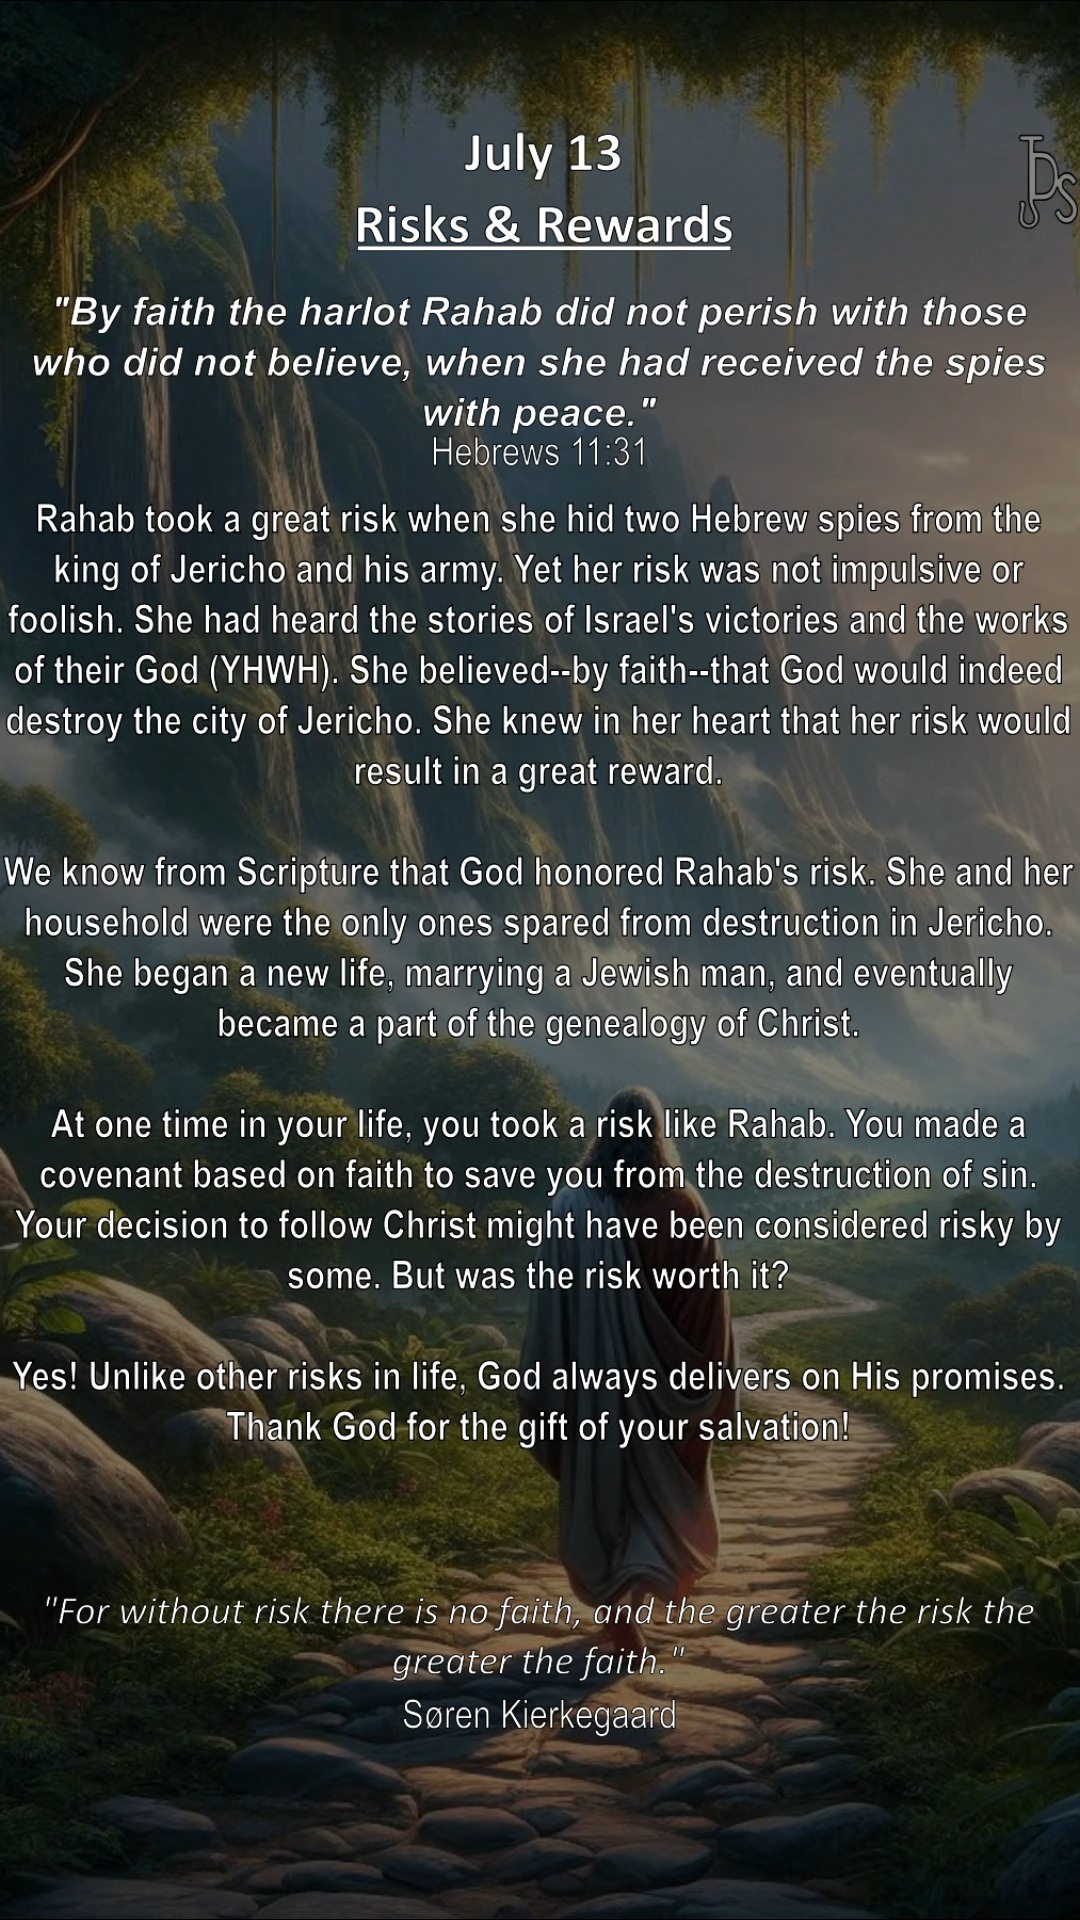 July 13
Risks & Rewards
"By faith the harlot Rahab did not perish with those
who did not believe, when she had received the spies
with peace."
Hebrews 11:31
Rahab took a great risk when she hid two Hebrew spies from the
king of Jericho and his army. Yet her risk was not impulsive or
foolish. She had heard the stories of Israel's victories and the works
of their God (YHWH). She believed--by faith--that God would indeed
destroy the city of Jericho. She knew in her heart that her risk would
result in a great reward.
We know from Scripture that God honored Rahab's risk. She and her
household were the only ones spared from destruction in Jericho.
She began a new life, marrying a Jewish man, and eventually
became a part of the genealogy of Christ.
At one time in your life, you took a risk like Rahab. You made a
covenant based on faith to save you from the destruction of sin.
Your decision to follow Christ might have been considered risky by
some. But was the risk worth it?
Yes! Unlike other risks in life, God always delivers on His promises.
Thank God for the gift of your salvation!
"For without risk there is no faith, and the greater the risk the
greater the faith."
Søren Kierkegaard